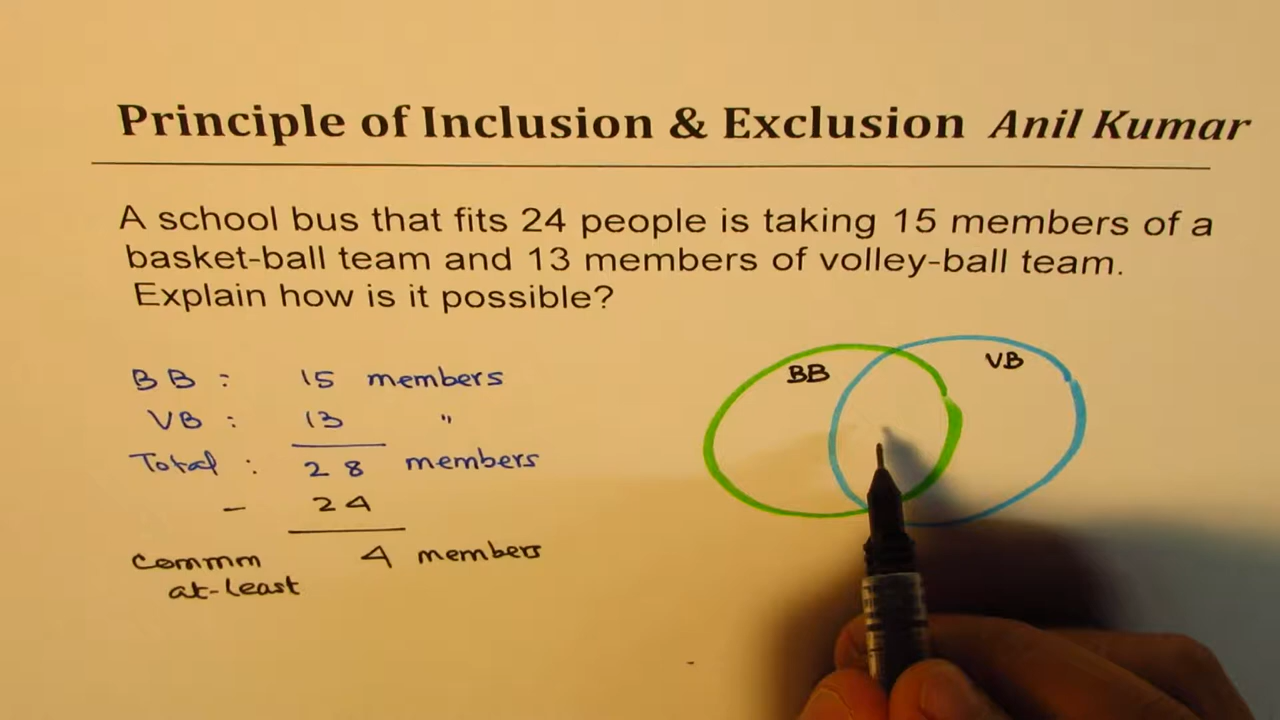 Principle of Inclusion & Exclusion Anil Kumar
A school bus that fits 24 people is taking 15 members of a
basket-ball team and 13 members of volley-ball team.
Explain how is it possible?
BB : 15 members
VB : 13 "
Total : 28 members
- 24
Commm 4 members
at-least
BB
VB